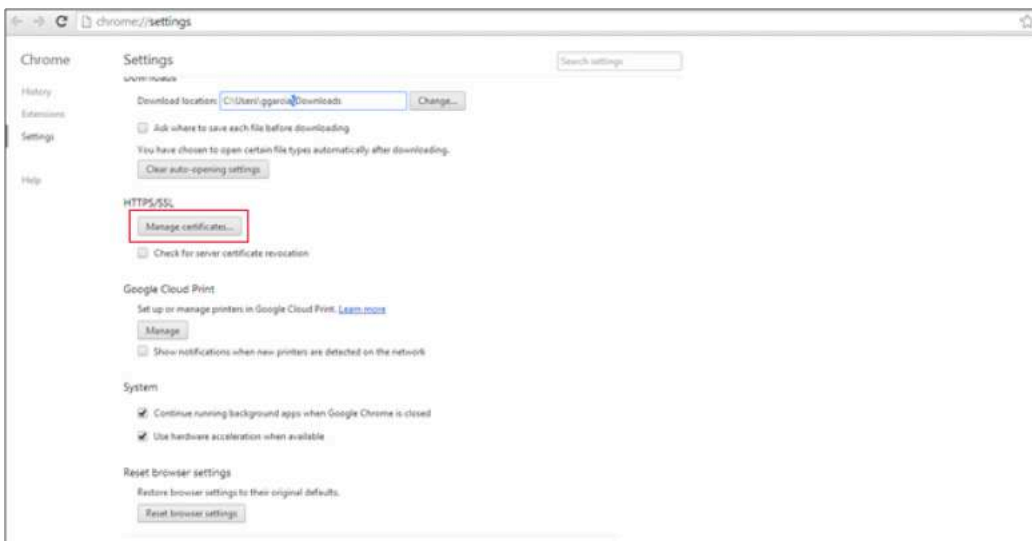 chrome://settings
Chrome
History
Extensions
Settings
Help
Settings
Search settings
Downloads
Download location: C:\Users\ggarcia\Downloads
Change...
Ask where to save each file before downloading
You have chosen to open certain file types automatically after downloading.
Clear auto-opening settings
HTTPS/SSL
Manage certificates...
Check for server certificate revocation
Google Cloud Print
Set up or manage printers in Google Cloud Print. Learn more
Manage
Show notifications when new printers are detected on the network
System
Continue running background apps when Google Chrome is closed
Use hardware acceleration when available
Reset browser settings
Restore browser settings to their original defaults.
Reset browser settings